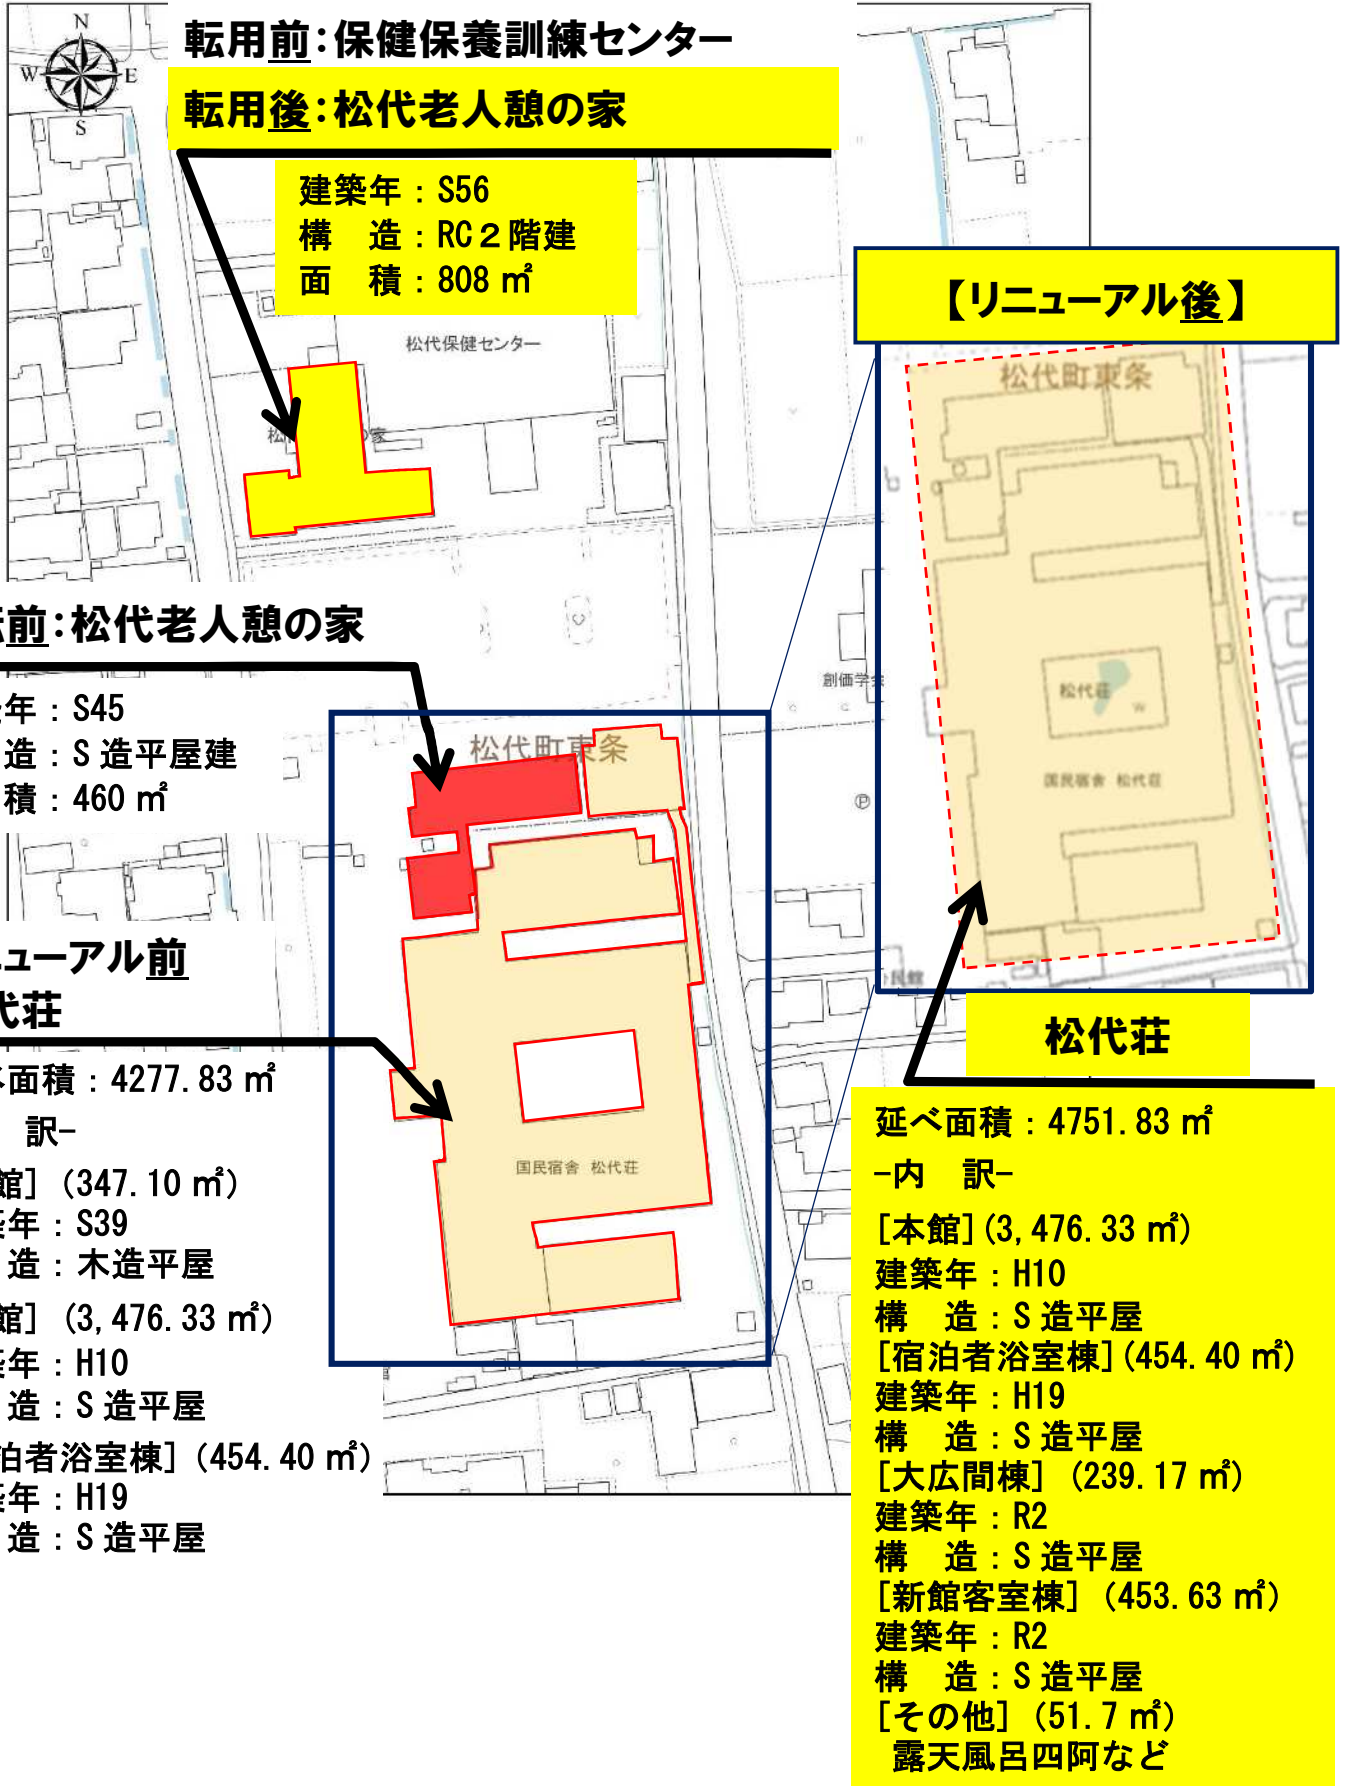 N
W E
S
転用前：保健保養訓練センター
転用後：松代老人憩の家
建築年：S56
構　造：RC２階建
面　積：808 ㎡
松代保健センター
の家
前：松代老人憩の家
年：S45
造：S 造平屋建
積：460 ㎡
松代町東条
創価学会
Ⓟ
ューアル前
代荘
面積：4277.83 ㎡
訳−
館］（347.10 ㎡）
年：S39
造：木造平屋
館］（3,476.33 ㎡）
年：H10
造：S 造平屋
泊者浴室棟］（454.40 ㎡）
年：H19
造：S 造平屋
国民宿舎 松代荘
【リニューアル後】
松代町東条
松代荘
W
国民宿舎 松代荘
民館
松代荘
延べ面積：4751.83 ㎡
−内　訳−
［本館］(3,476.33 ㎡)
建築年：H10
構　造：S 造平屋
［宿泊者浴室棟］(454.40 ㎡)
建築年：H19
構　造：S 造平屋
［大広間棟］（239.17 ㎡）
建築年：R2
構　造：S 造平屋
［新館客室棟］（453.63 ㎡）
建築年：R2
構　造：S 造平屋
［その他］（51.7 ㎡）
露天風呂四阿など